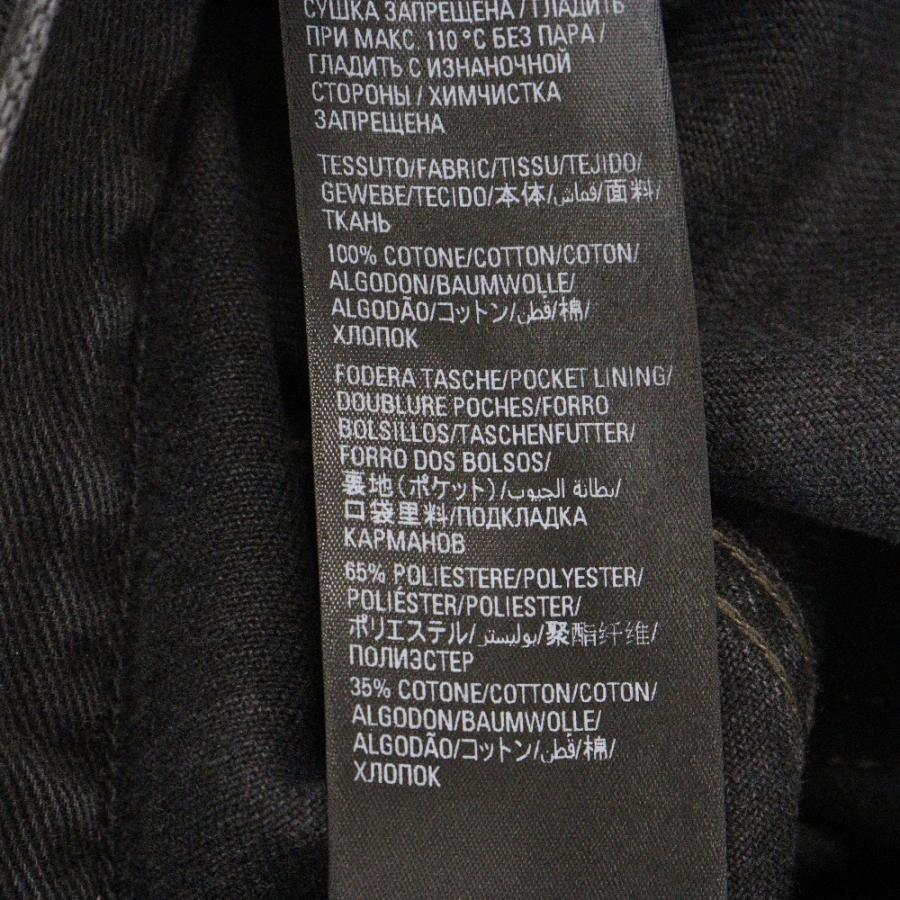 СУШКА ЗАПРЕЩЕНА / ГЛАДИТЬ
ПРИ МАКС. 110 °C БЕЗ ПАРА /
ГЛАДИТЬ С ИЗНАНОЧНОЙ
СТОРОНЫ / ХИМЧИСТКА
ЗАПРЕЩЕНА
TESSUTO/FABRIC/TISSU/TEJIDO/
GEWEBE/TECIDO/本体/قماش/面料/
ТКАНЬ
100% COTONE/COTTON/COTON/
ALGODON/BAUMWOLLE/
ALGODÃO/コットン/قطن/棉/
ХЛОПОК
FODERA TASCHE/POCKET LINING/
DOUBLURE POCHES/FORRO
BOLSILLOS/TASCHENFUTTER/
FORRO DOS BOLSOS/
裏地(ポケット)/بطانة الجيوب/
口袋里料/ПОДКЛАДКА
КАРМАНОВ
65% POLIESTERE/POLYESTER/
POLIÉSTER/POLIESTER/
ポリエステル/بوليستر/聚酯纤维/
ПОЛИЭСТЕР
35% COTONE/COTTON/COTON/
ALGODON/BAUMWOLLE/
ALGODÃO/コットン/قطن/棉/
ХЛОПОК